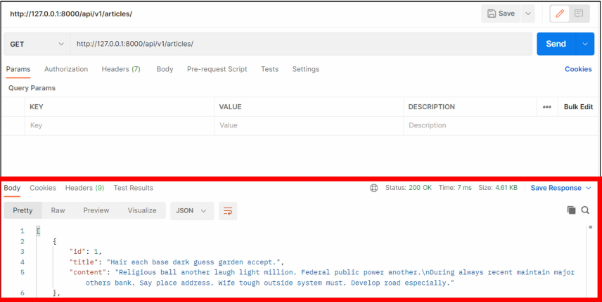 http://127.0.0.1:8000/api/v1/articles/
Save
GET http://127.0.0.1:8000/api/v1/articles/ Send
Params Authorization Headers (7) Body Pre-request Script Tests Settings Cookies
Query Params
KEY VALUE DESCRIPTION ••• Bulk Edit
Key Value Description
Body Cookies Headers (9) Test Results Status: 200 OK Time: 7 ms Size: 4.61 KB Save Response
Pretty Raw Preview Visualize JSON
1 [
2 {
3 "id": 1,
4 "title": "Hair each base dark guess garden accept.",
5 "content": "Religious ball another laugh light million. Federal public power another.\nDuring always recent maintain major
others bank. Say place address. Wife tough outside system must. Develop road especially."
6 },